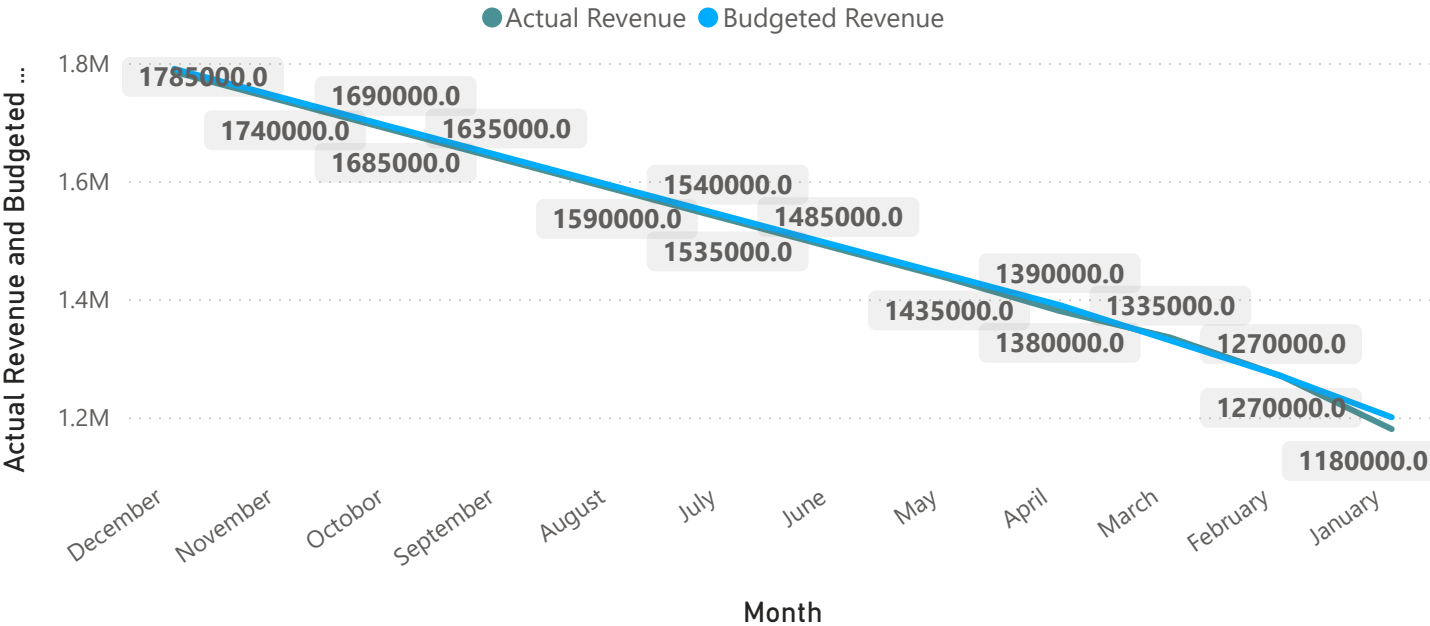 Actual Revenue Budgeted Revenue
Actual Revenue and Budgeted ...
1.8M
1.6M
1.4M
1.2M
1785000.0
1690000.0
1740000.0
1635000.0
1685000.0
1540000.0
1590000.0
1485000.0
1535000.0
1390000.0
1435000.0
1335000.0
1380000.0
1270000.0
1270000.0
1180000.0
December
November
Octobor
September
August
July
June
May
April
March
February
January
Month